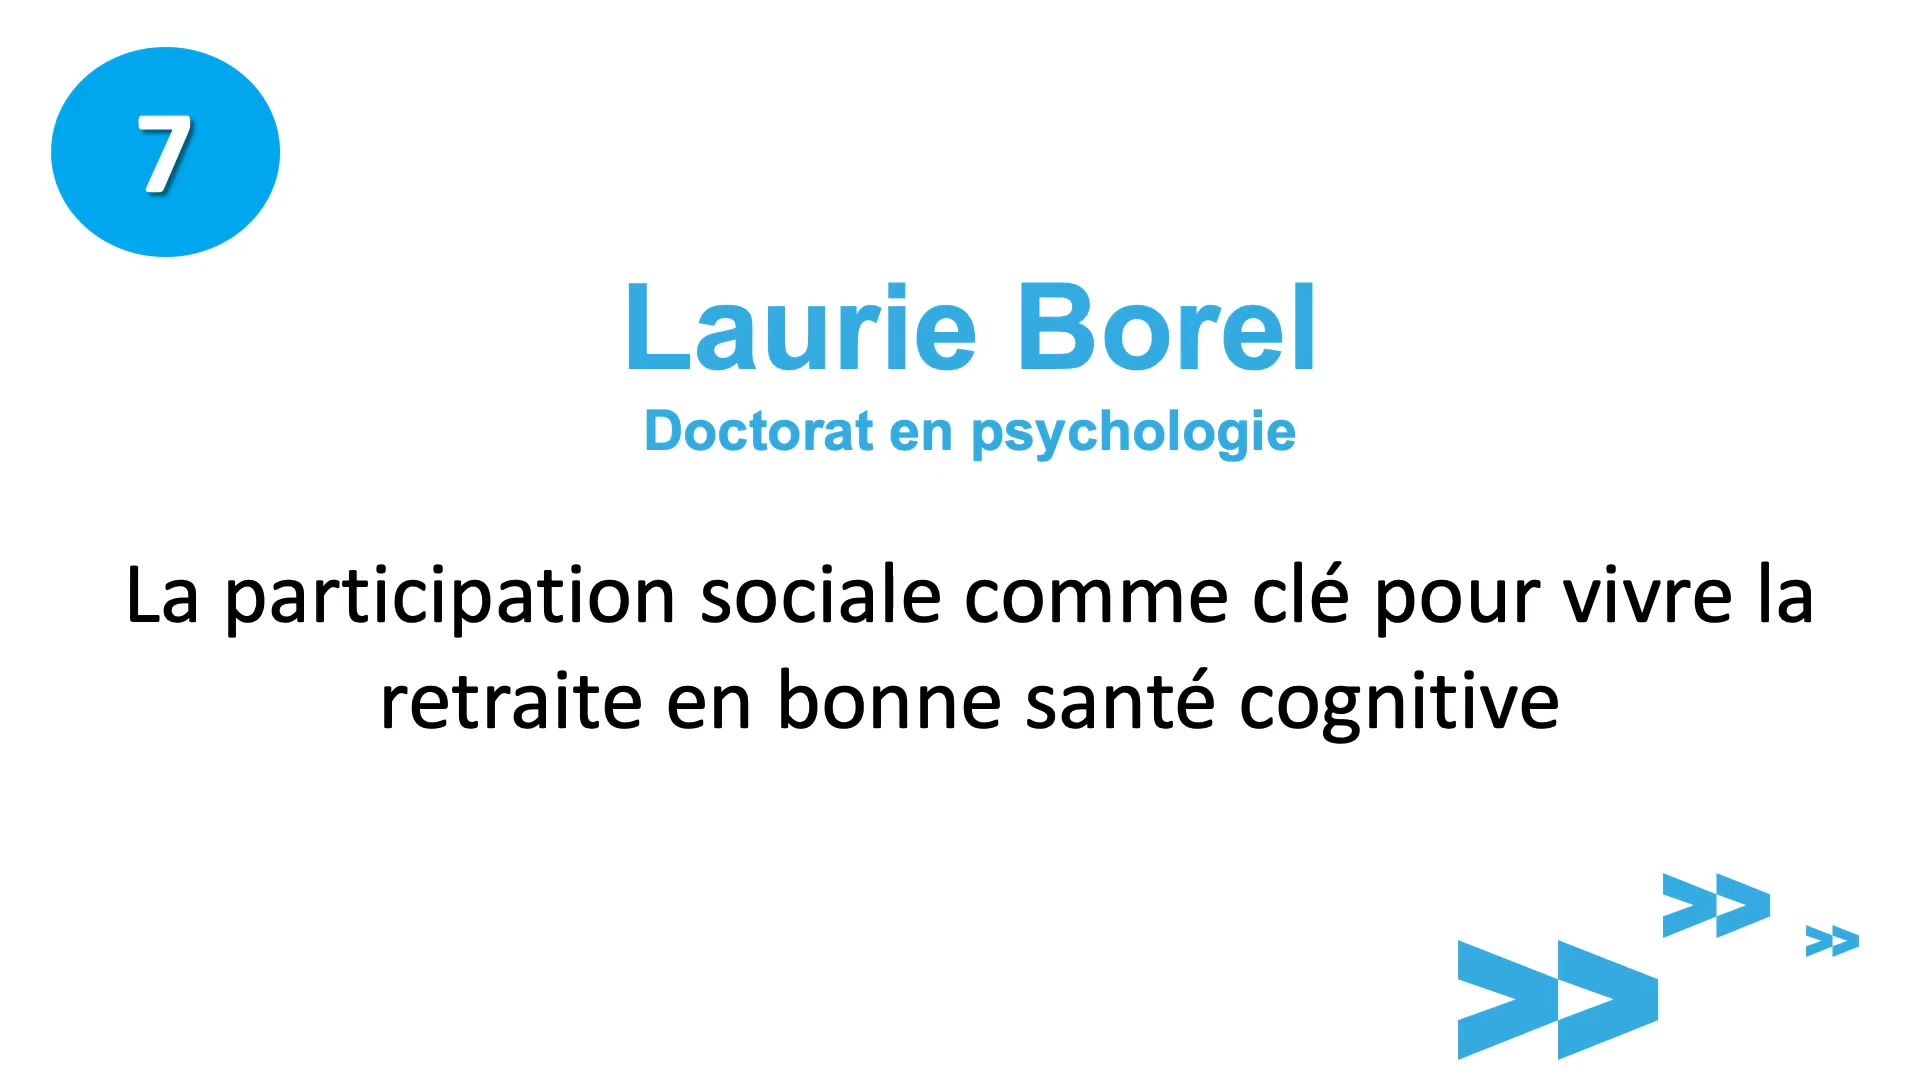 7
Laurie Borel
Doctorat en psychologie
La participation sociale comme clé pour vivre la
retraite en bonne santé cognitive